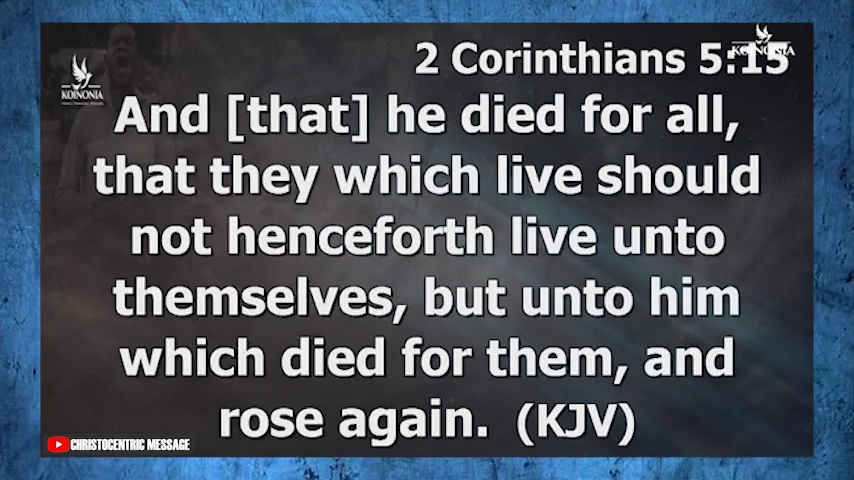 KOINONIA
KOINONIA
2 Corinthians 5:15
And [that] he died for all,
that they which live should
not henceforth live unto
themselves, but unto him
which died for them, and
rose again. (KJV)
CHRISTOCENTRIC MESSAGE